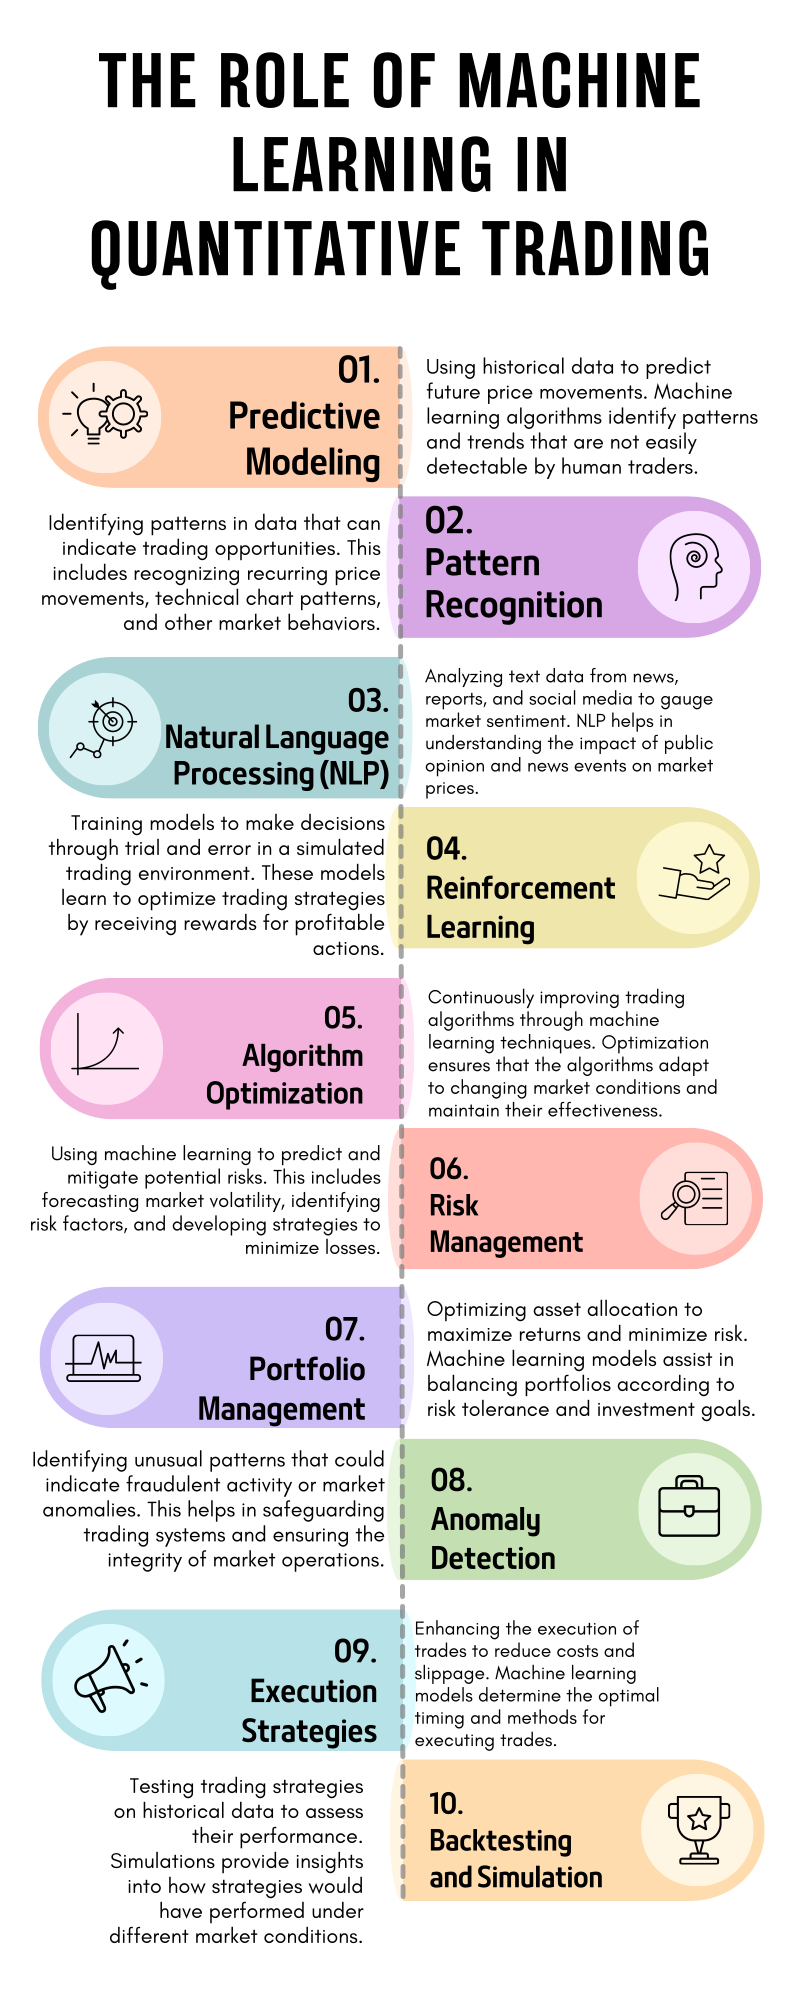 THE ROLE OF MACHINE
LEARNING IN
QUANTITATIVE TRADING
01.
Predictive
Modeling
Using historical data to predict
future price movements. Machine
learning algorithms identify patterns
and trends that are not easily
detectable by human traders.
02.
Pattern
Recognition
Identifying patterns in data that can
indicate trading opportunities. This
includes recognizing recurring price
movements, technical chart patterns,
and other market behaviors.
03.
Natural Language
Processing (NLP)
Analyzing text data from news,
reports, and social media to gauge
market sentiment. NLP helps in
understanding the impact of public
opinion and news events on market
prices.
04.
Reinforcement
Learning
Training models to make decisions
through trial and error in a simulated
trading environment. These models
learn to optimize trading strategies
by receiving rewards for profitable
actions.
05.
Algorithm
Optimization
Continuously improving trading
algorithms through machine
learning techniques. Optimization
ensures that the algorithms adapt
to changing market conditions and
maintain their effectiveness.
06.
Risk
Management
Using machine learning to predict and
mitigate potential risks. This includes
forecasting market volatility, identifying
risk factors, and developing strategies to
minimize losses.
07.
Portfolio
Management
Optimizing asset allocation to
maximize returns and minimize risk.
Machine learning models assist in
balancing portfolios according to
risk tolerance and investment goals.
08.
Anomaly
Detection
Identifying unusual patterns that could
indicate fraudulent activity or market
anomalies. This helps in safeguarding
trading systems and ensuring the
integrity of market operations.
09.
Execution
Strategies
Enhancing the execution of
trades to reduce costs and
slippage. Machine learning
models determine the optimal
timing and methods for
executing trades.
10.
Backtesting
and Simulation
Testing trading strategies
on historical data to assess
their performance.
Simulations provide insights
into how strategies would
have performed under
different market conditions.